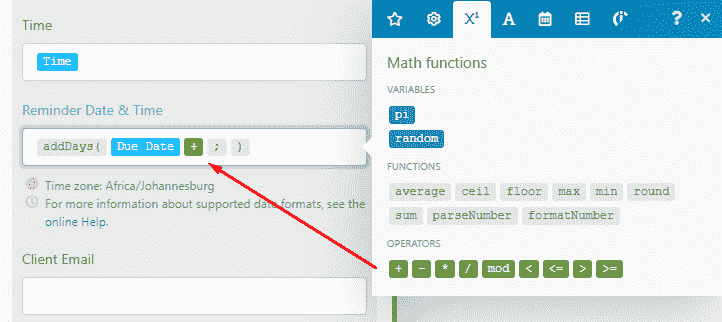 Time
Time
Reminder Date & Time
addDays( Due Date + ; )
Time zone: Africa/Johannesburg
For more information about supported date formats, see the
online Help.
Client Email
X¹ A ? ×
Math functions
VARIABLES
pi
random
FUNCTIONS
average ceil floor max min round
sum parseNumber formatNumber
OPERATORS
+ - * / mod < <= > >=